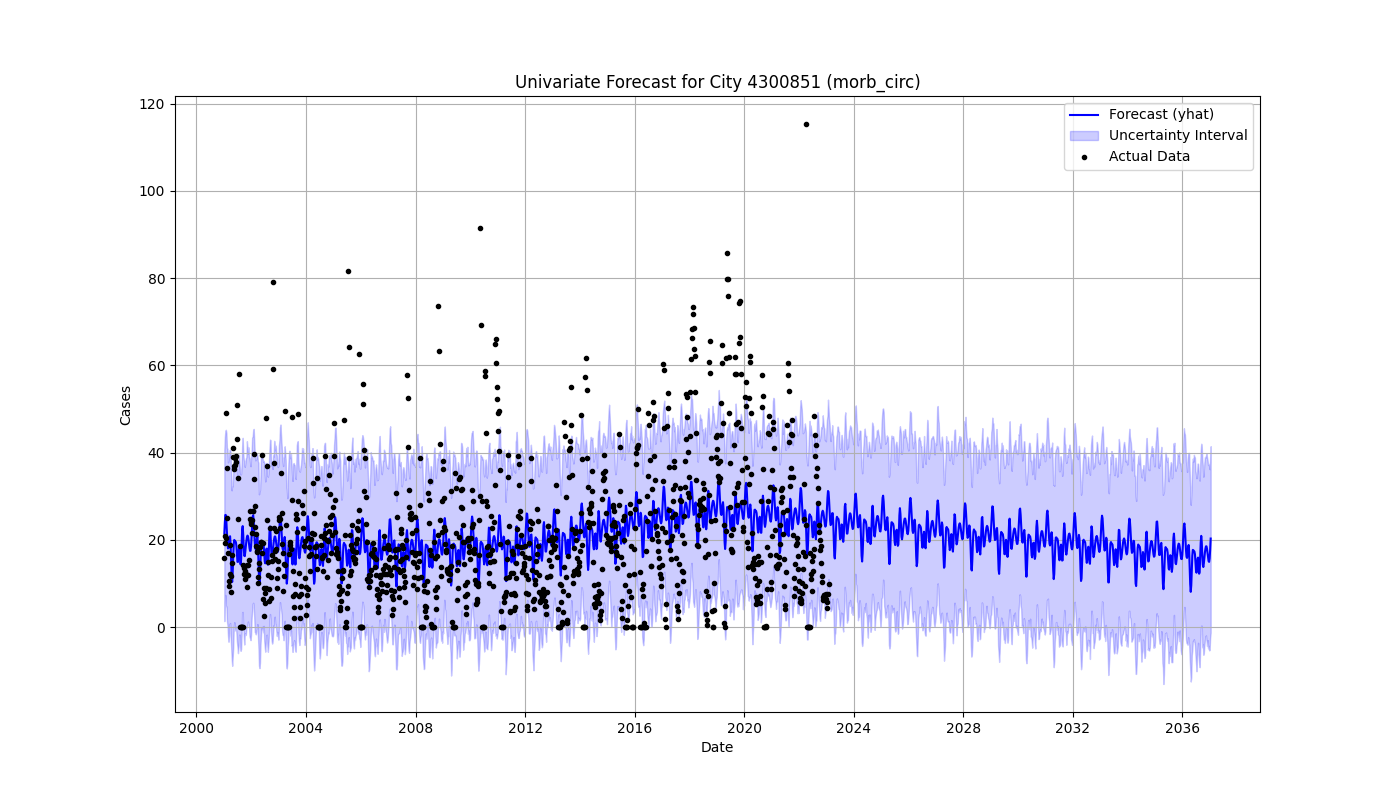 Univariate Forecast for City 4300851 (morb_circ)
120
100
80
60
40
20
0
Cases
Forecast (yhat)
Uncertainty Interval
Actual Data
2000 2004 2008 2012 2016 2020 2024 2028 2032 2036
Date